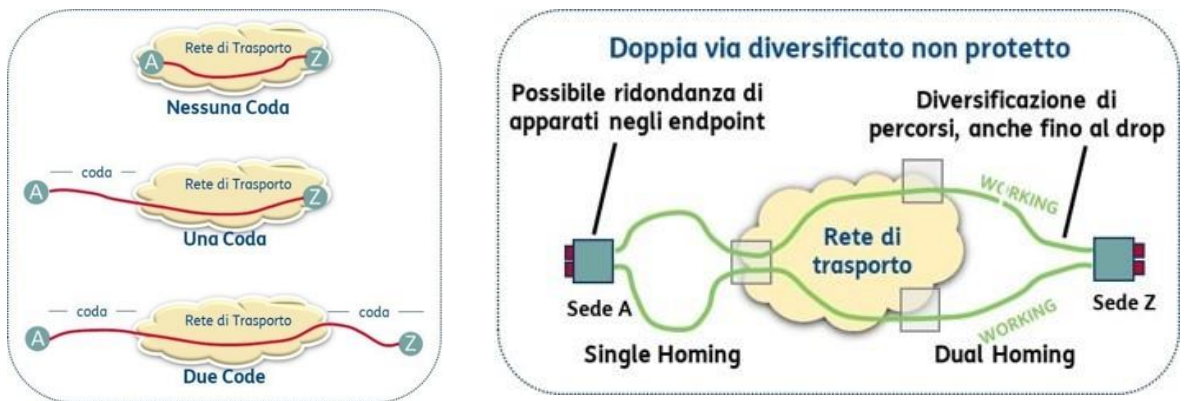 Rete di Trasporto
A
Z
Nessuna Coda
coda
Rete di Trasporto
A
Z
Una Coda
coda
Rete di Trasporto
coda
A
Z
Due Code
Doppia via diversificato non protetto
Possibile ridondanza di
apparati negli endpoint
Diversificazione di
percorsi, anche fino al drop
WORKING
Rete di
trasporto
Sede A
Sede Z
WORKING
Single Homing
Dual Homing